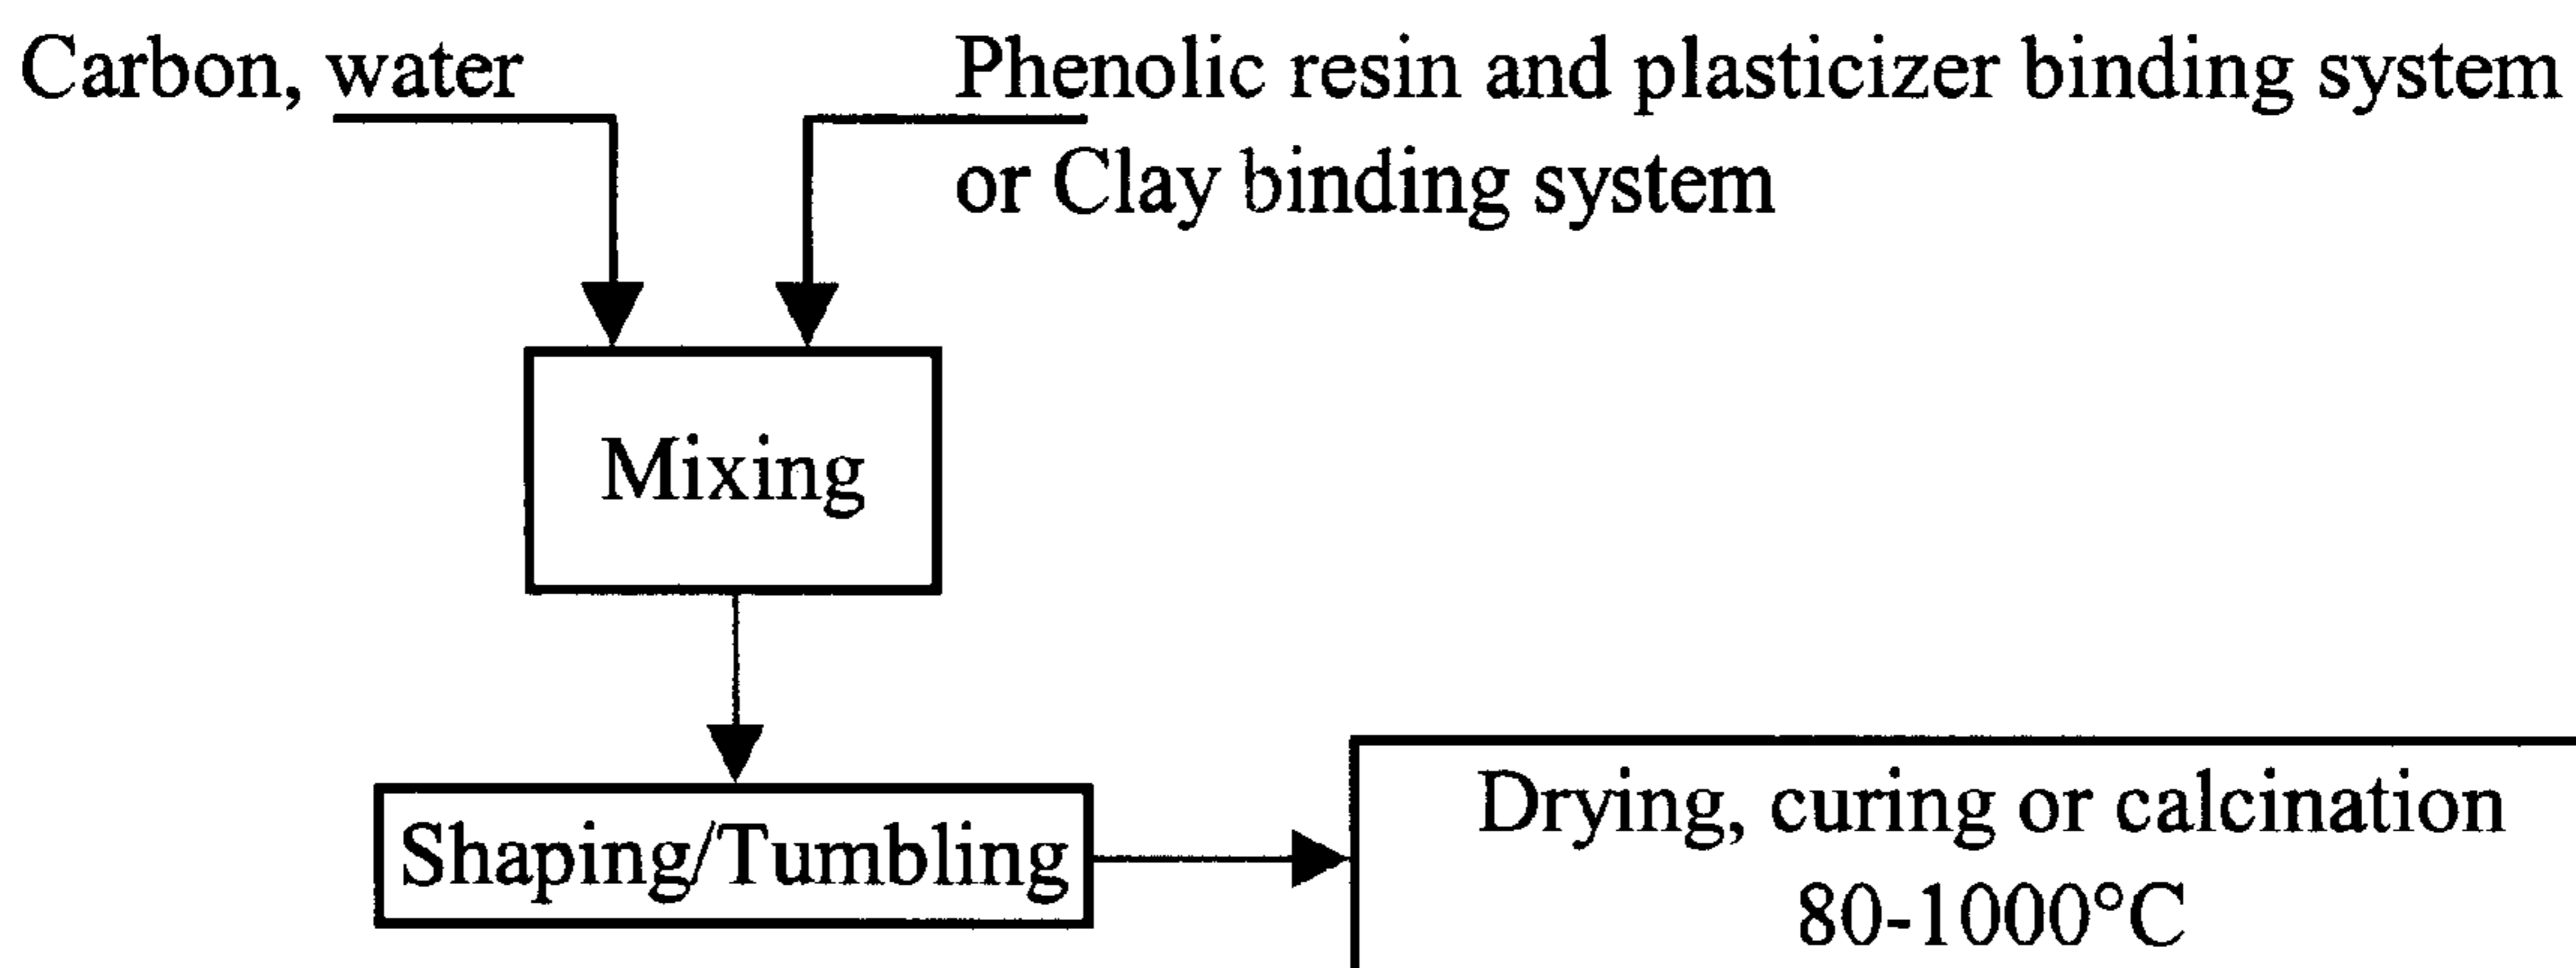 Carbon, water
Phenolic resin and plasticizer binding system
or Clay binding system
Mixing
Shaping/Tumbling
Drying, curing or calcination
80-1000°C